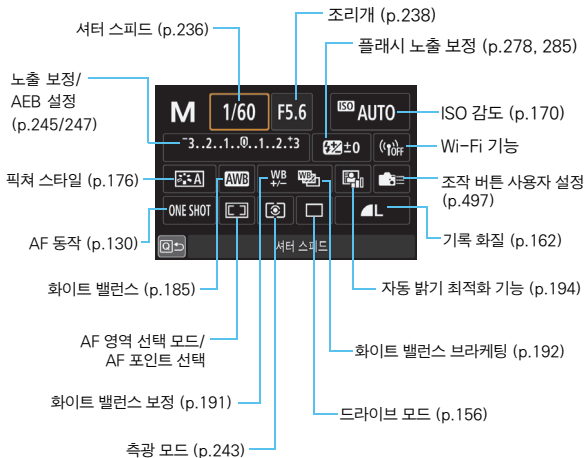 조리개 (p.238)
셔터 스피드 (p.236)
플래시 노출 보정 (p.278, 285)
노출 보정/
AEB 설정
(p.245/247)
M 1/60 F5.6 ISO AUTO
ISO 감도 (p.170)
-3..2..1..0..1..2..+3 ±0 OFF
Wi-Fi 기능
픽쳐 스타일 (p.176)
A AWB WB +/- WB
조작 버튼 사용자 설정
(p.497)
ONE SHOT L
AF 동작 (p.130)
기록 화질 (p.162)
Q 셔터 스피드
화이트 밸런스 (p.185)
자동 밝기 최적화 기능 (p.194)
AF 영역 선택 모드/
AF 포인트 선택
화이트 밸런스 브라케팅 (p.192)
화이트 밸런스 보정 (p.191)
드라이브 모드 (p.156)
측광 모드 (p.243)